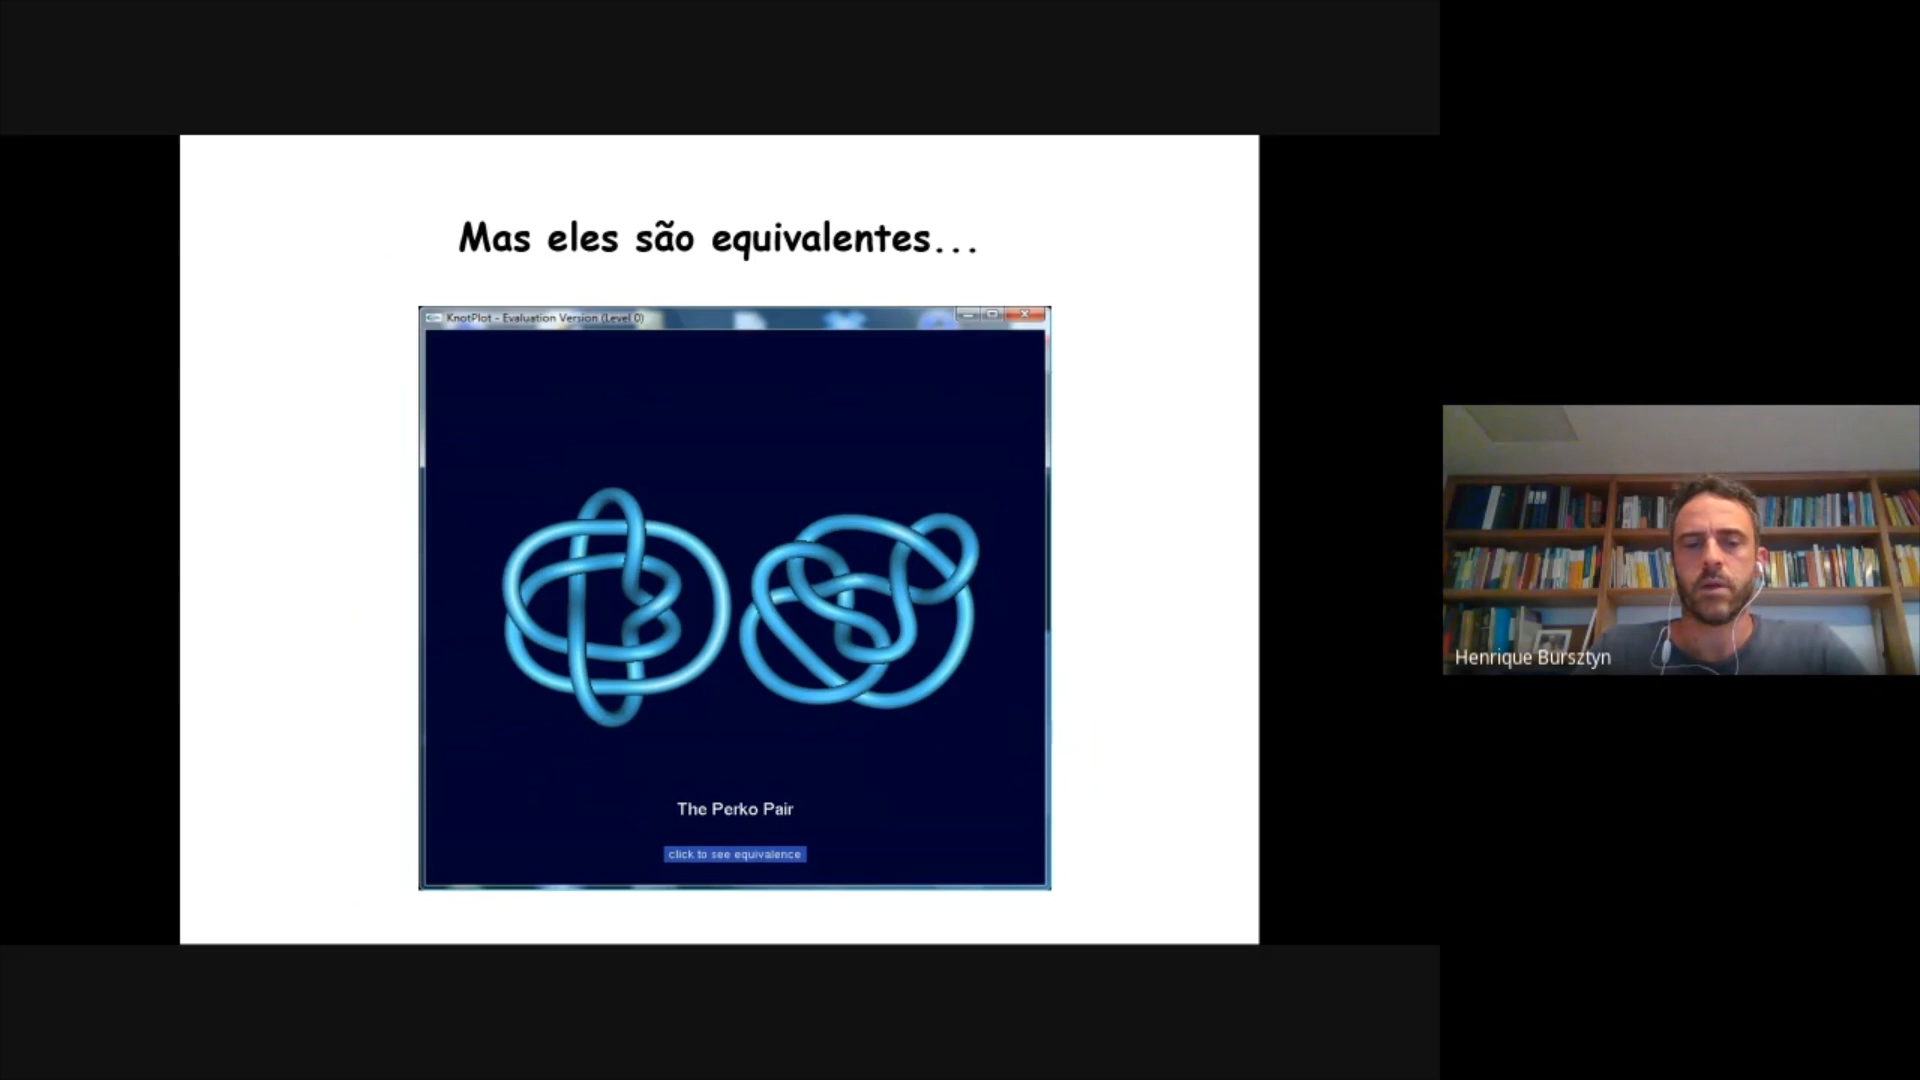 Mas eles são equivalentes...
KnotPlot - Evaluation Version (Level 0)
The Perko Pair
click to see equivalence
Henrique Bursztyn